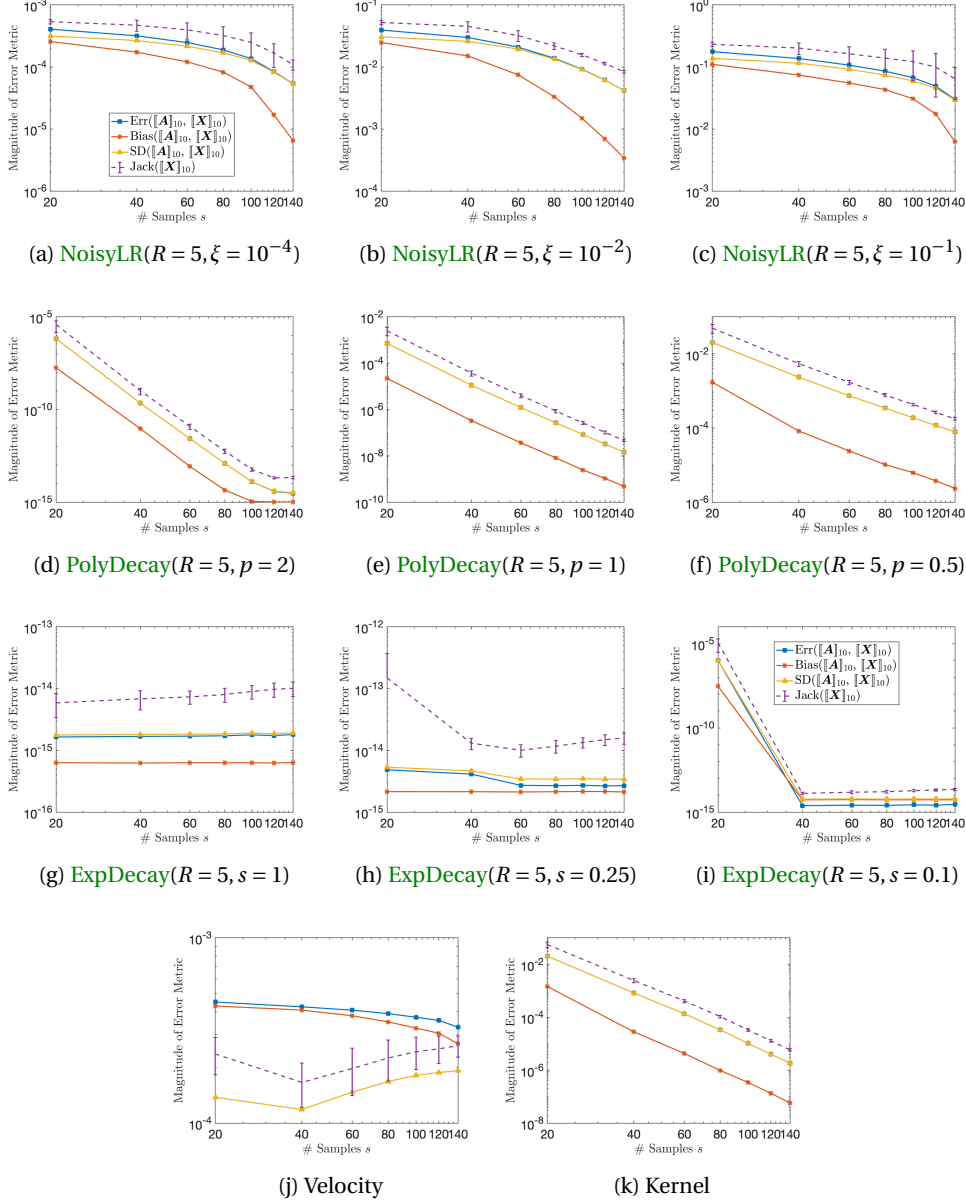 10⁻³
10⁻⁴
10⁻⁵
10⁻⁶
Magnitude of Error Metric
Err(⟦A⟧₁₀, ⟦X⟧₁₀)
Bias(⟦A⟧₁₀, ⟦X⟧₁₀)
SD(⟦A⟧₁₀, ⟦X⟧₁₀)
Jack(⟦X⟧₁₀)
20 40 60 80 100 120 140
# Samples s
(a) NoisyLR(R = 5, ξ = 10⁻⁴)
10⁻²
10⁻³
10⁻⁴
Magnitude of Error Metric
20 40 60 80 100 120 140
# Samples s
(b) NoisyLR(R = 5, ξ = 10⁻²)
10⁰
10⁻¹
10⁻²
10⁻³
Magnitude of Error Metric
20 40 60 80 100 120 140
# Samples s
(c) NoisyLR(R = 5, ξ = 10⁻¹)
10⁻⁵
10⁻¹⁰
10⁻¹⁵
Magnitude of Error Metric
20 40 60 80 100 120 140
# Samples s
(d) PolyDecay(R = 5, p = 2)
10⁻²
10⁻⁴
10⁻⁶
10⁻⁸
10⁻¹⁰
Magnitude of Error Metric
20 40 60 80 100 120 140
# Samples s
(e) PolyDecay(R = 5, p = 1)
10⁻²
10⁻⁴
10⁻⁶
Magnitude of Error Metric
20 40 60 80 100 120 140
# Samples s
(f) PolyDecay(R = 5, p = 0.5)
10⁻¹³
10⁻¹⁴
10⁻¹⁵
10⁻¹⁶
Magnitude of Error Metric
20 40 60 80 100 120 140
# Samples s
(g) ExpDecay(R = 5, s = 1)
10⁻¹²
10⁻¹³
10⁻¹⁴
10⁻¹⁵
Magnitude of Error Metric
20 40 60 80 100 120 140
# Samples s
(h) ExpDecay(R = 5, s = 0.25)
10⁻⁵
10⁻¹⁰
10⁻¹⁵
Magnitude of Error Metric
Err(⟦A⟧₁₀, ⟦X⟧₁₀)
Bias(⟦A⟧₁₀, ⟦X⟧₁₀)
SD(⟦A⟧₁₀, ⟦X⟧₁₀)
Jack(⟦X⟧₁₀)
20 40 60 80 100 120 140
# Samples s
(i) ExpDecay(R = 5, s = 0.1)
10⁻³
10⁻⁴
Magnitude of Error Metric
20 40 60 80 100 120 140
# Samples s
(j) Velocity
10⁻²
10⁻⁴
10⁻⁶
10⁻⁸
Magnitude of Error Metric
20 40 60 80 100 120 140
# Samples s
(k) Kernel